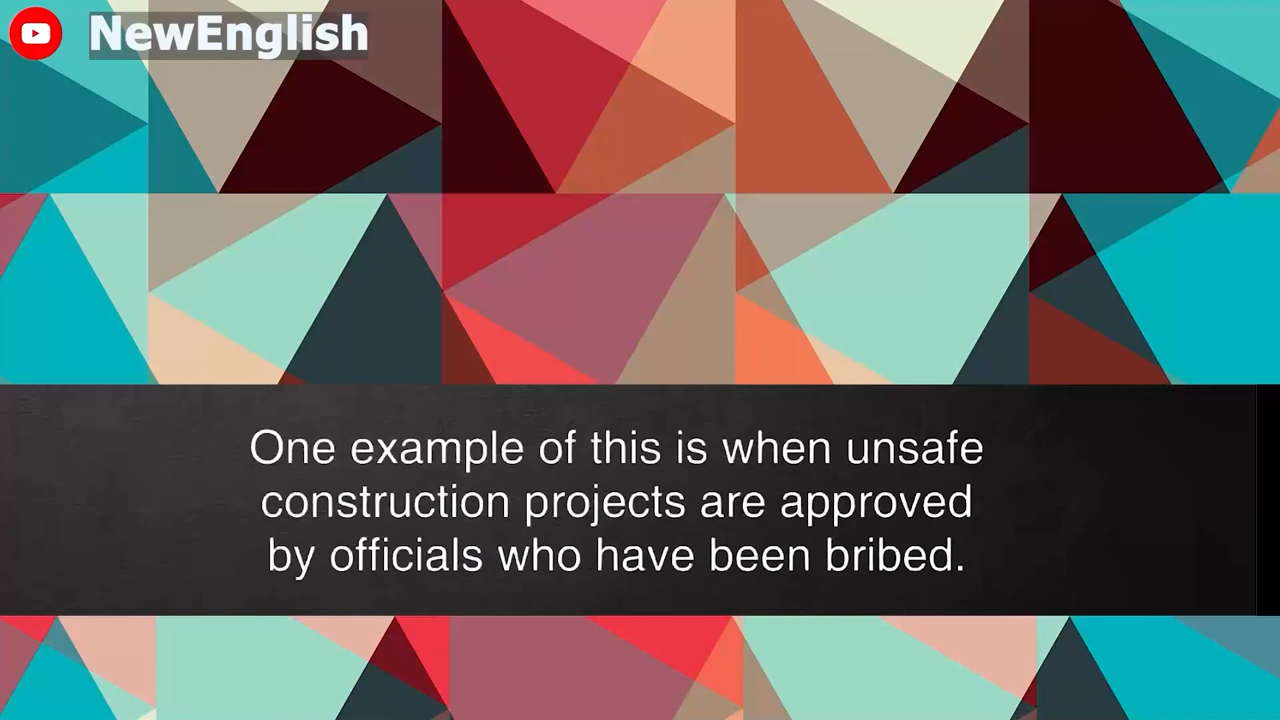 NewEnglish
One example of this is when unsafe
construction projects are approved
by officials who have been bribed.